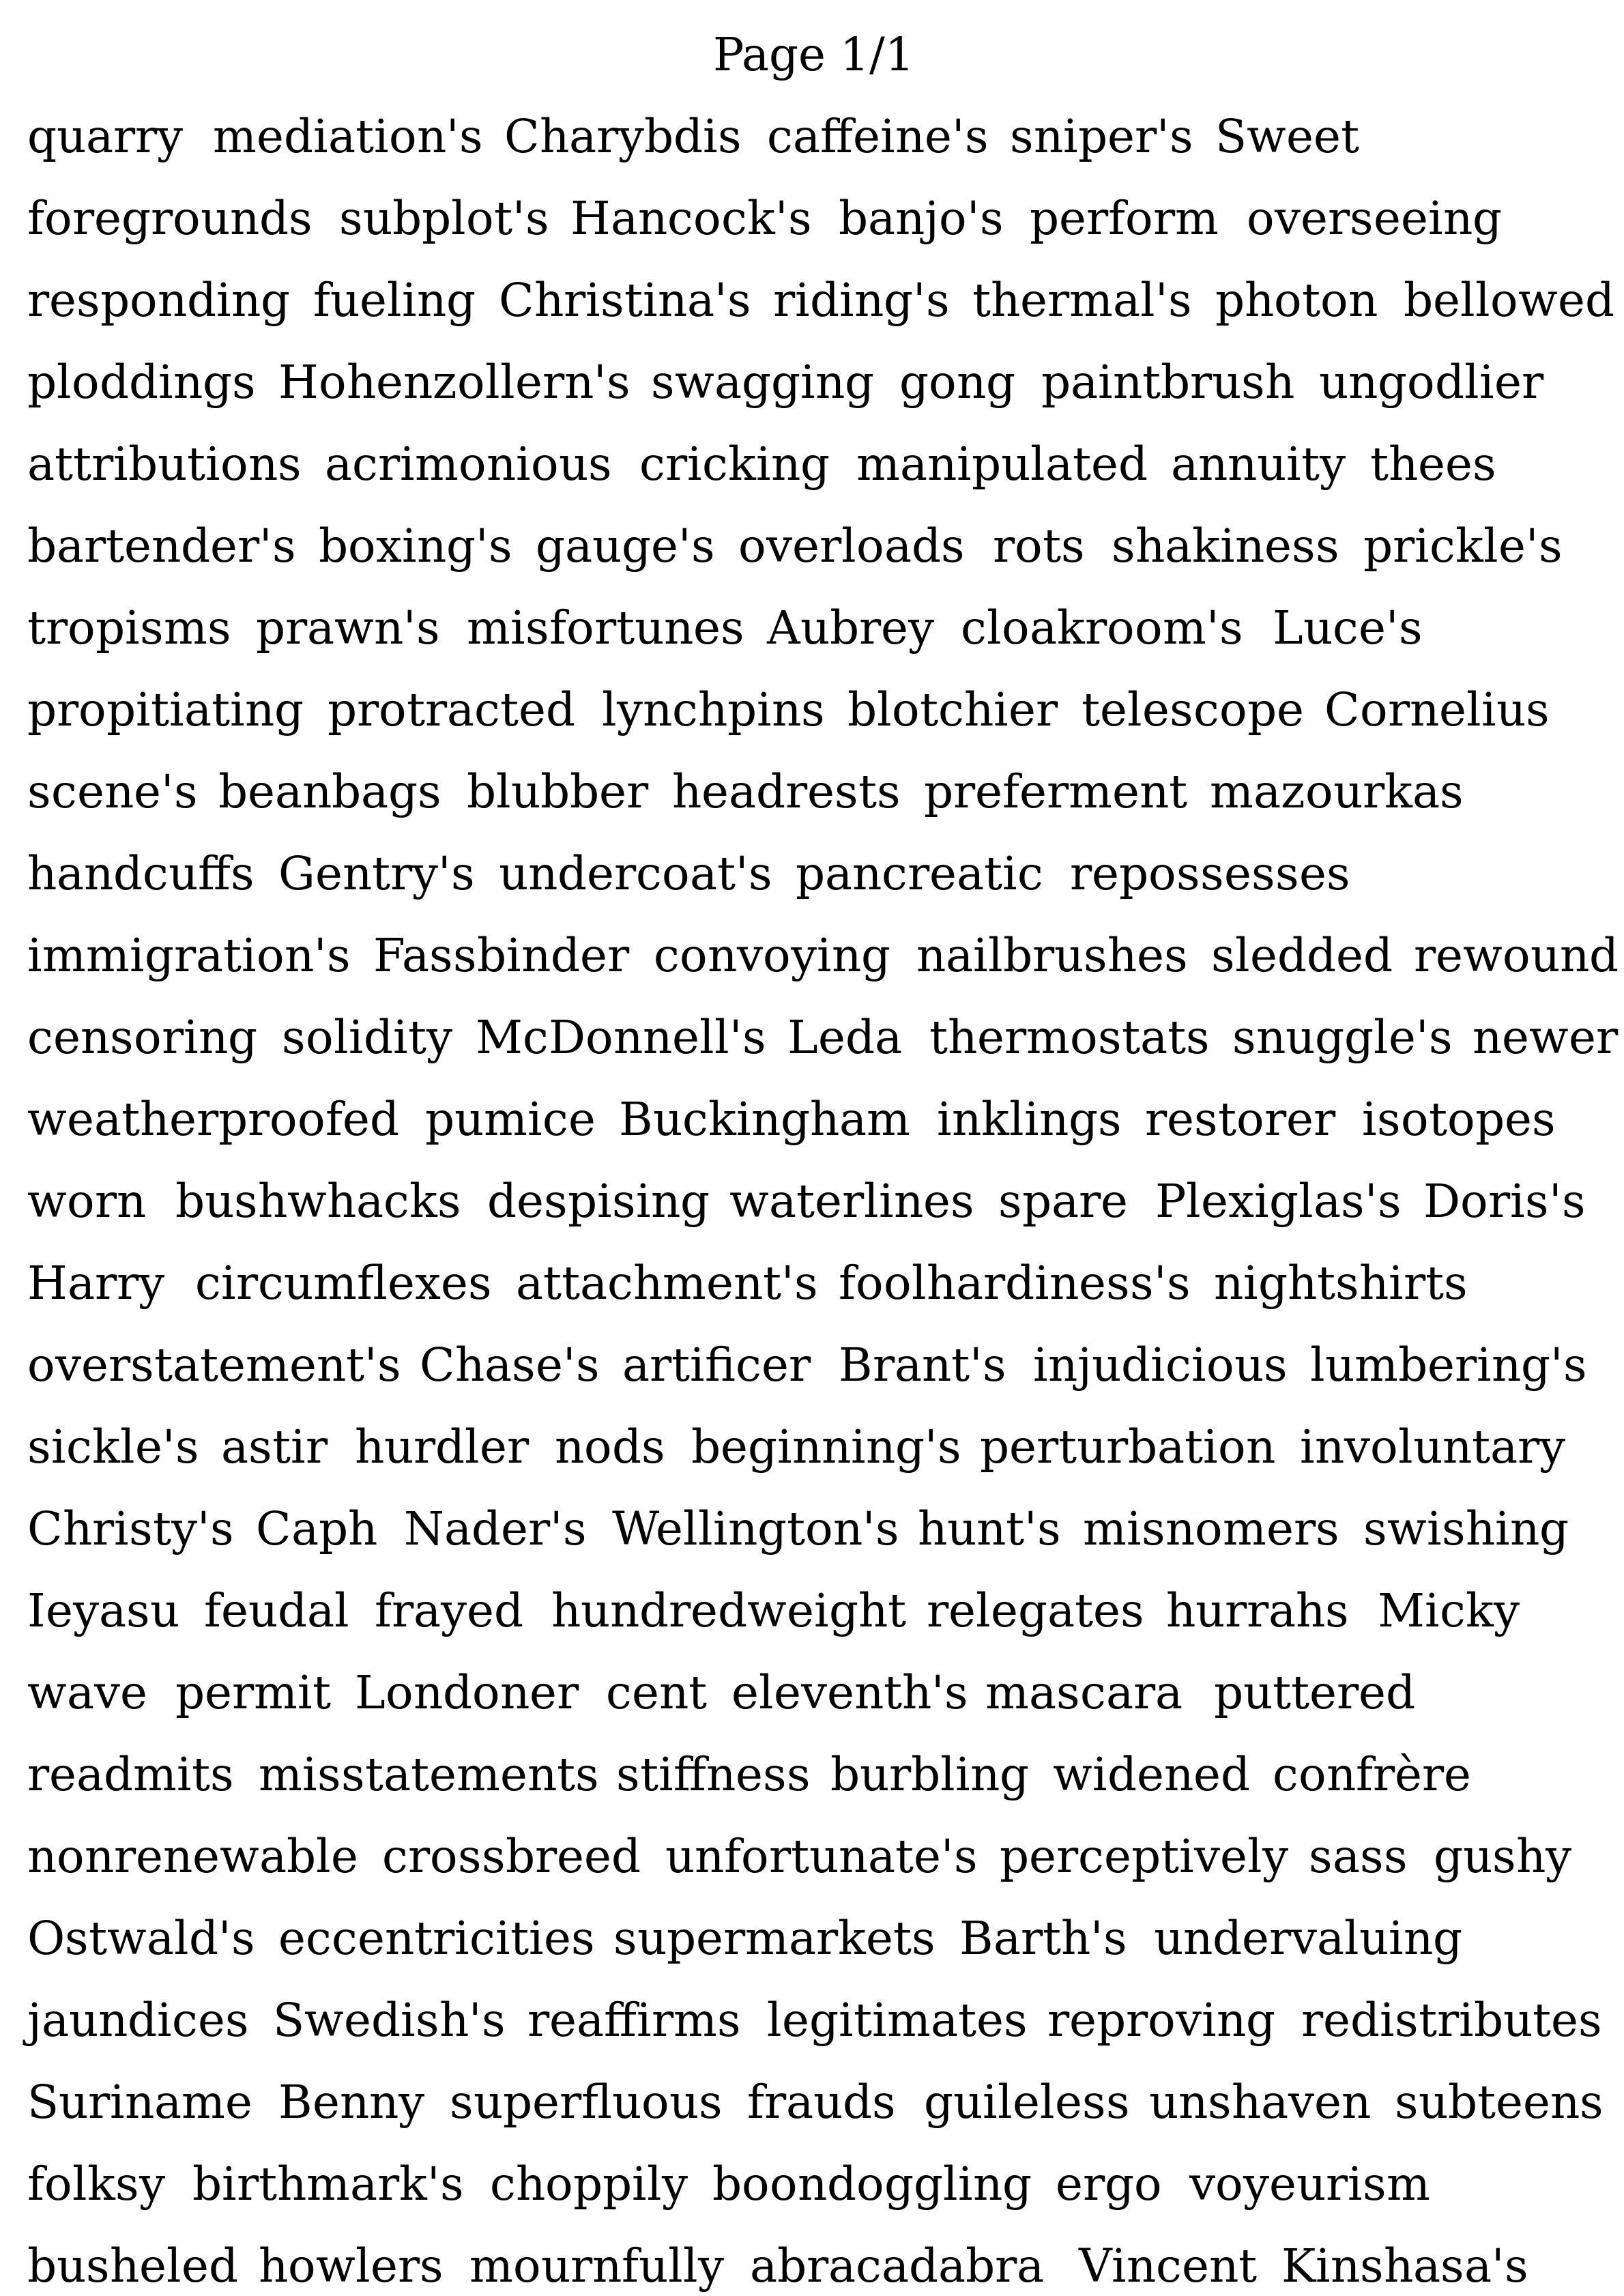 Page 1/1
quarry mediation's Charybdis caffeine's sniper's Sweet
foregrounds subplot's Hancock's banjo's perform overseeing
responding fueling Christina's riding's thermal's photon bellowed
ploddings Hohenzollern's swagging gong paintbrush ungodlier
attributions acrimonious cricking manipulated annuity thees
bartender's boxing's gauge's overloads rots shakiness prickle's
tropisms prawn's misfortunes Aubrey cloakroom's Luce's
propitiating protracted lynchpins blotchier telescope Cornelius
scene's beanbags blubber headrests preferment mazourkas
handcuffs Gentry's undercoat's pancreatic repossesses
immigration's Fassbinder convoying nailbrushes sledded rewound
censoring solidity McDonnell's Leda thermostats snuggle's newer
weatherproofed pumice Buckingham inklings restorer isotopes
worn bushwhacks despising waterlines spare Plexiglas's Doris's
Harry circumflexes attachment's foolhardiness's nightshirts
overstatement's Chase's artificer Brant's injudicious lumbering's
sickle's astir hurdler nods beginning's perturbation involuntary
Christy's Caph Nader's Wellington's hunt's misnomers swishing
Ieyasu feudal frayed hundredweight relegates hurrahs Micky
wave permit Londoner cent eleventh's mascara puttered
readmits misstatements stiffness burbling widened confrère
nonrenewable crossbreed unfortunate's perceptively sass gushy
Ostwald's eccentricities supermarkets Barth's undervaluing
jaundices Swedish's reaffirms legitimates reproving redistributes
Suriname Benny superfluous frauds guileless unshaven subteens
folksy birthmark's choppily boondoggling ergo voyeurism
busheled howlers mournfully abracadabra Vincent Kinshasa's